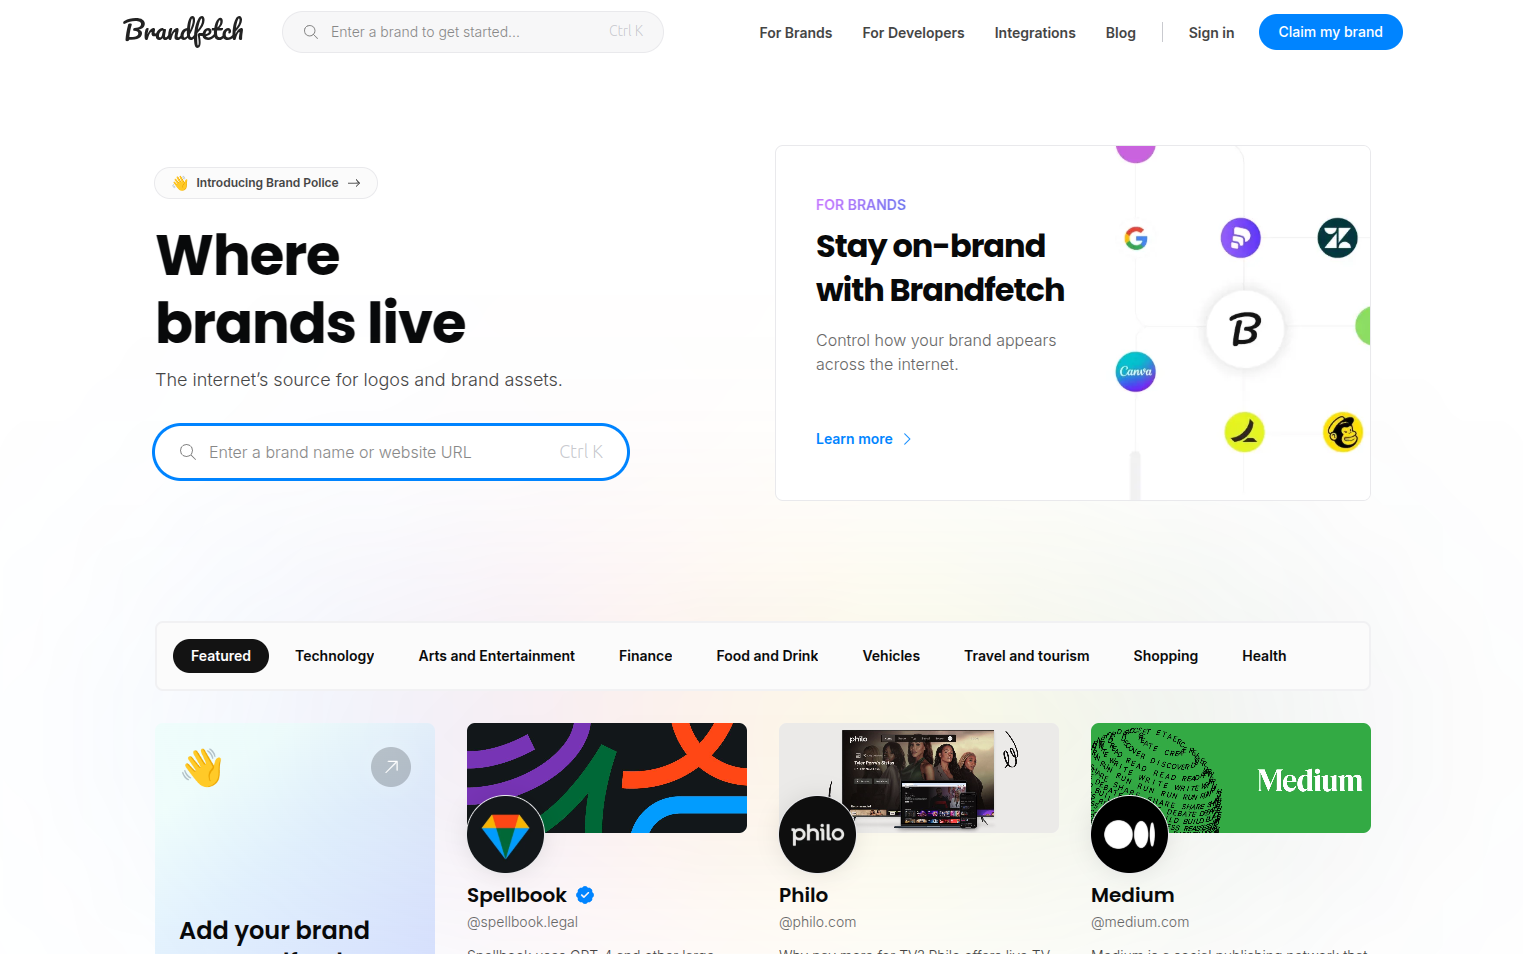 Brandfetch
Enter a brand to get started...
Ctrl K
For Brands
For Developers
Integrations
Blog
Sign in
Claim my brand
👋 Introducing Brand Police →
Where
brands live
The internet’s source for logos and brand assets.
Enter a brand name or website URL
Ctrl K
FOR BRANDS
Stay on-brand
with Brandfetch
Control how your brand appears
across the internet.
Learn more
Canva
Featured
Technology
Arts and Entertainment
Finance
Food and Drink
Vehicles
Travel and tourism
Shopping
Health
Add your brand
Spellbook
@spellbook.legal
philo
philo
Philo
@philo.com
Medium
Medium
@medium.com